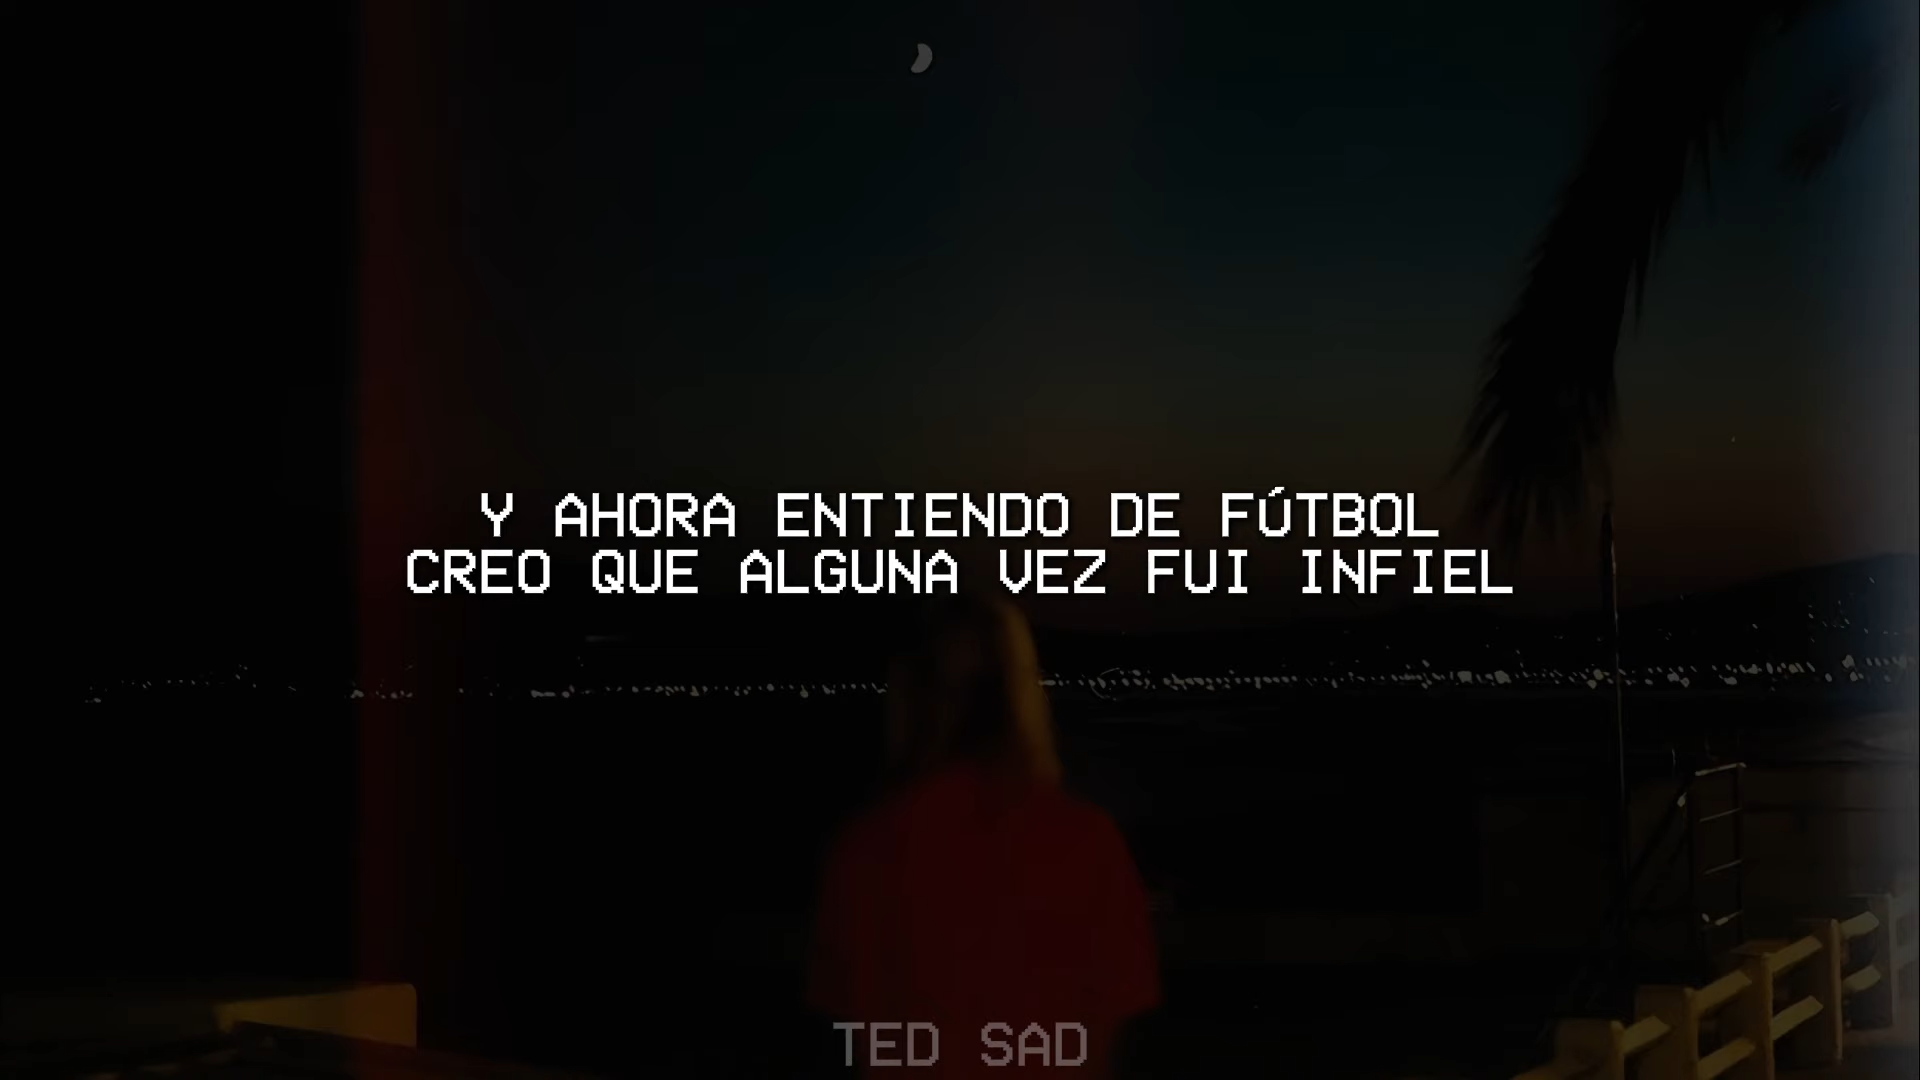 Y AHORA ENTIENDO DE FÚTBOL
CREO QUE ALGUNA VEZ FUI INFIEL
TED SAD